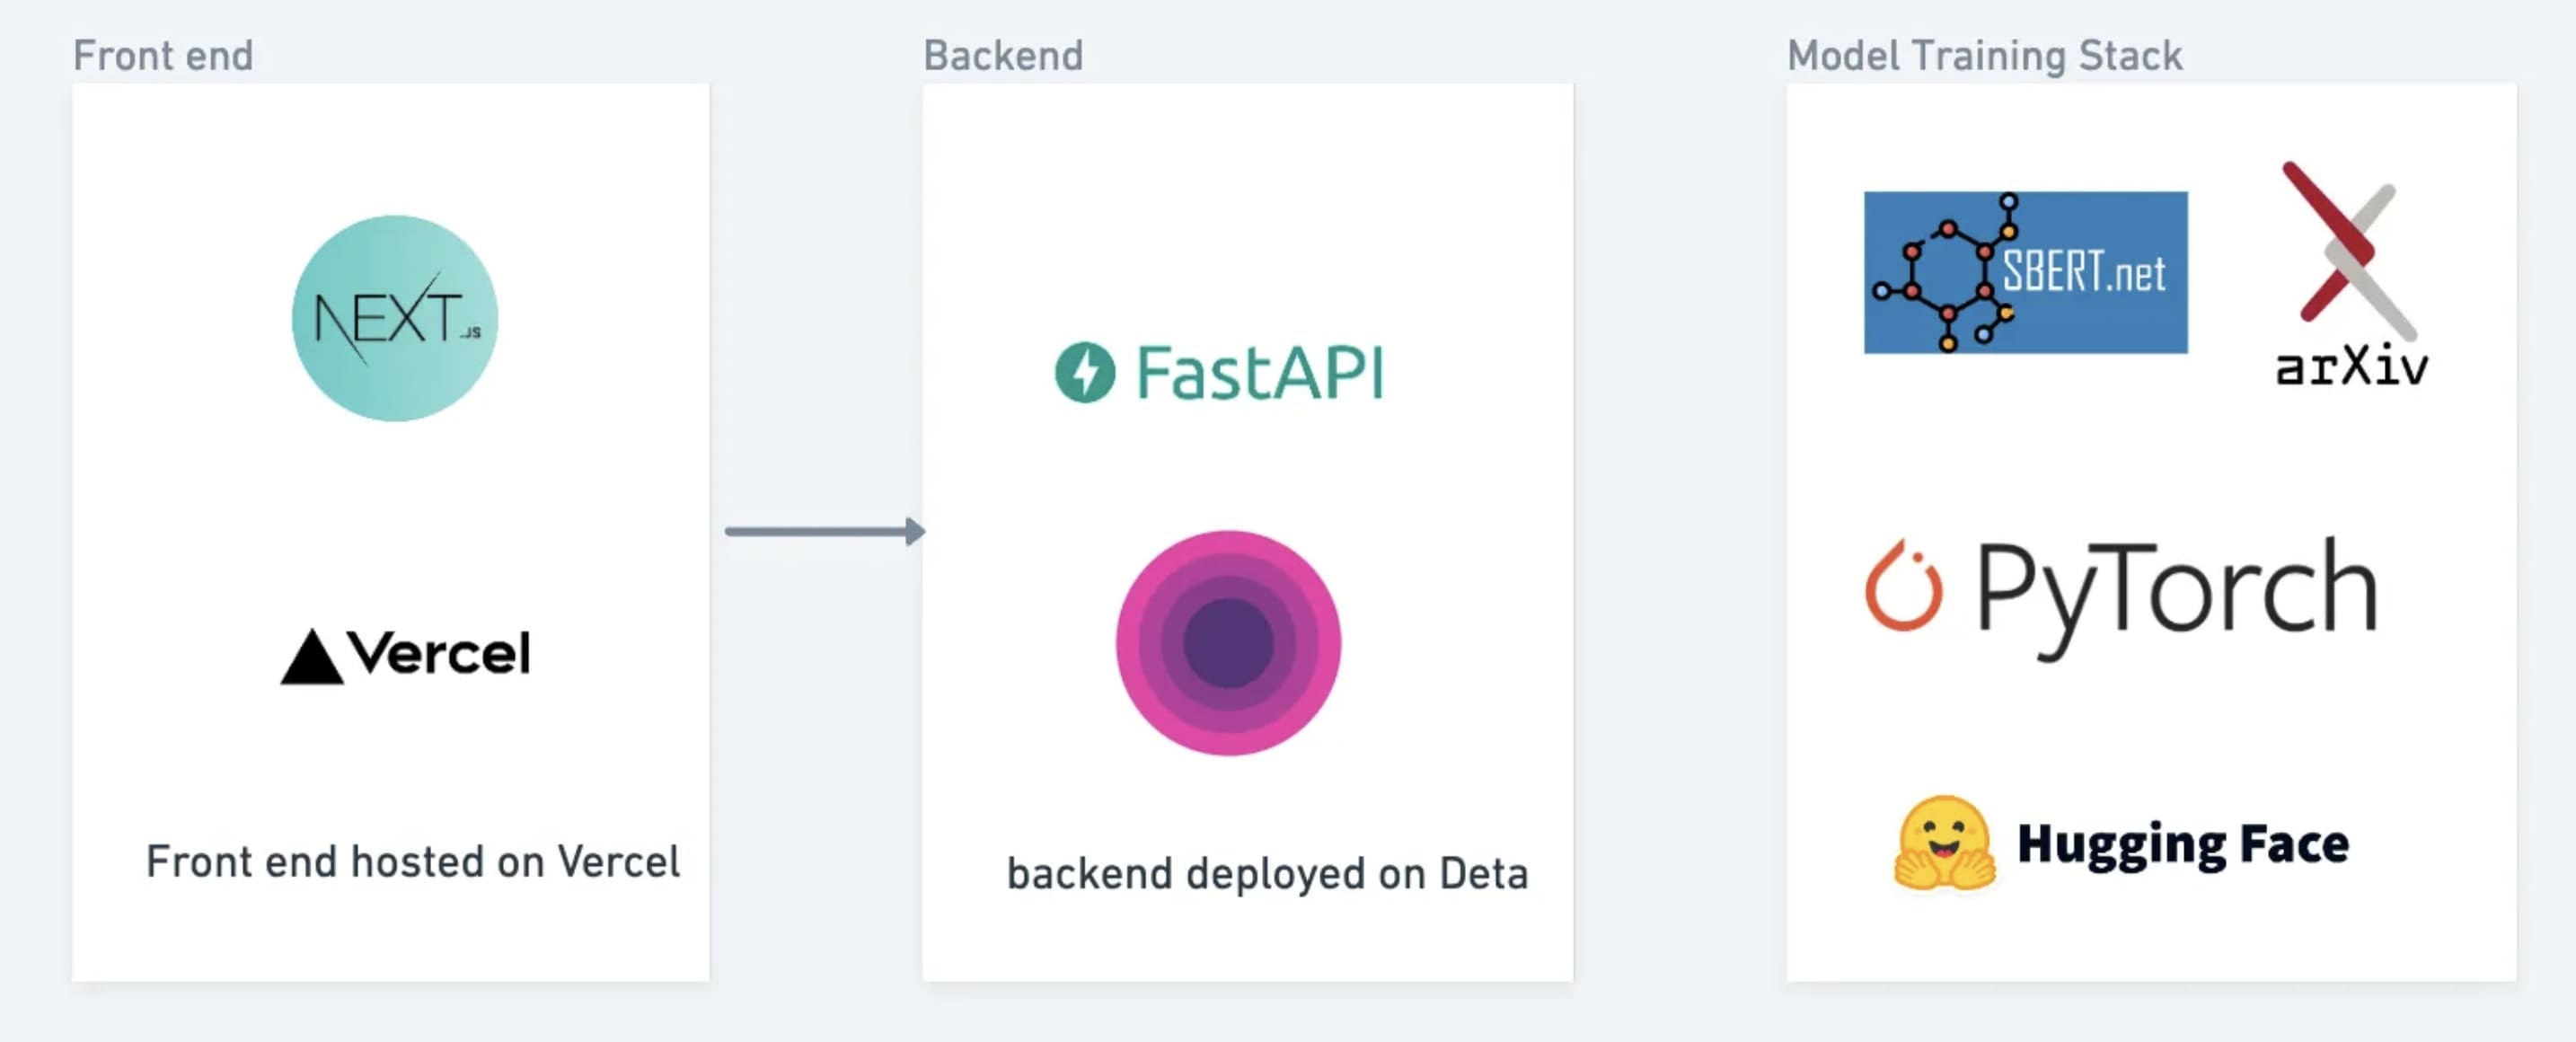 Front end
NEXT.JS
Vercel
Front end hosted on Vercel
Backend
FastAPI
backend deployed on Deta
Model Training Stack
SBERT.net
arXiv
PyTorch
Hugging Face